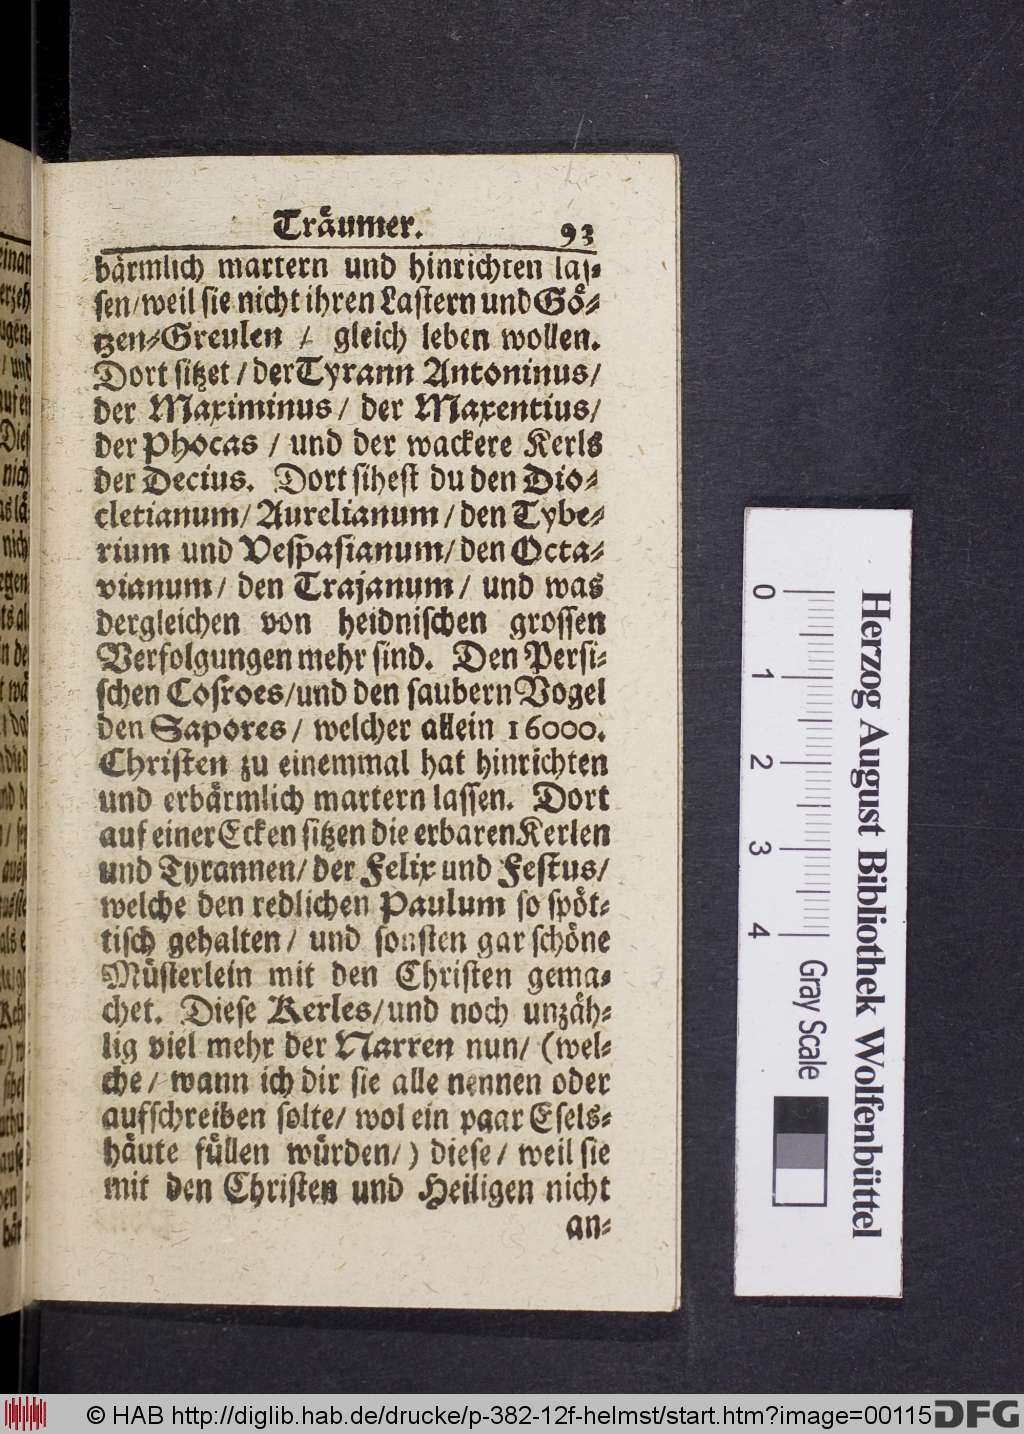 Träumer. 93
bärmlich martern und hinrichten las-
sen/weil sie nicht ihren Lastern und Gö-
tzen-Greulen / gleich leben wollen.
Dort sitzet / der Tyrann Antoninus/
der Maximinus/ der Maxentius/
der Phocas / und der wackere Kerls
der Decius. Dort sihest du den Dio-
cletianum/ Aurelianum/ den Tybe-
rium und Vespasianum/ den Octa-
vianum/ den Trajanum/ und was
dergleichen von heidnischen grossen
Verfolgungen mehr sind. Den Persi-
schen Cosroes/und den saubern Vogel
den Sapores/ welcher allein 16000.
Christen zu einemmal hat hinrichten
und erbärmlich martern lassen. Dort
auf einer Ecken sitzen die erbaren Kerlen
und Tyrannen/ der Felix und Festus/
welche den redlichen Paulum so spöt-
tisch gehalten/ und sonsten gar schöne
Müsterlein mit den Christen gema-
chet. Diese Kerles/und noch unzäh-
lig viel mehr der Narren nun/ (wel-
che/ wann ich dir sie alle nennen oder
aufschreiben solte/ wol ein paar Esels-
häute füllen würden/) diese/ weil sie
mit den Christen und Heiligen nicht
an-
0 1 2 3 4
Gray Scale
Herzog August Bibliothek Wolfenbüttel
© HAB http://diglib.hab.de/drucke/p-382-12f-helmst/start.htm?image=00115
DFG